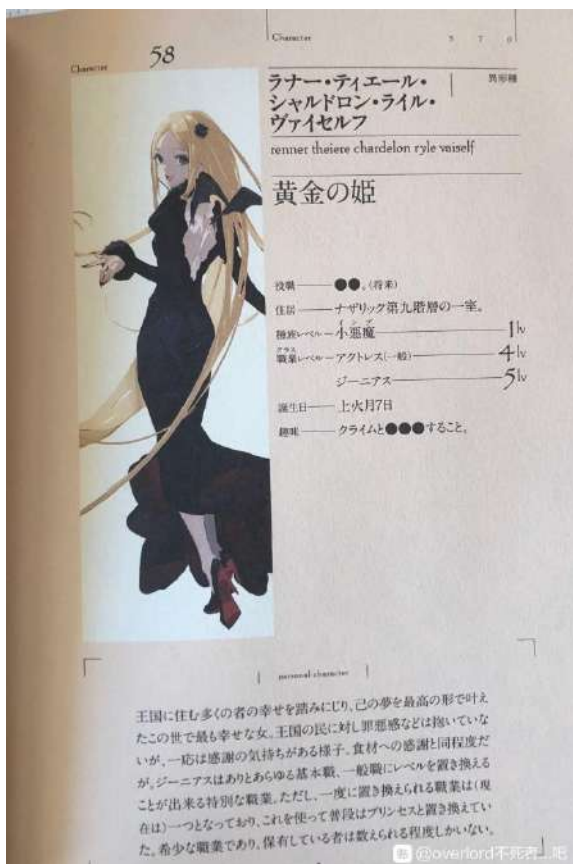 Character
58
Character
5 7 6
ラナー・ティエール・
シャルドロン・ライル・
ヴァイセルフ
異形種
renner theiere chardelon ryle vaiself
黄金の姫
役職――●●。(将来)
住居――ナザリック第九階層の一室。
種族レベル―小悪魔――1lv
インプ
職業レベル―アクトレス(一般)――4lv
クラス
ジーニアス――5lv
誕生日――上火月7日
趣味――クライムと●●●すること。
personal character
王国に住む多くの者の幸せを踏みにじり、己の夢を最高の形で叶え
たこの世で最も幸せな女。王国の民に対し罪悪感などは抱いていな
いが、一応は感謝の気持ちがある様子。食材への感謝と同程度だ
が。ジーニアスはありとあらゆる基本職、一般職にレベルを置き換える
ことが出来る特別な職業。ただし、一度に置き換えられる職業は(現
在は)一つとなっており、これを使って普段はプリンセスと置き換えてい
た。希少な職業であり、保有している者は数えられる程度しかいない。
@overlord不死者
吧